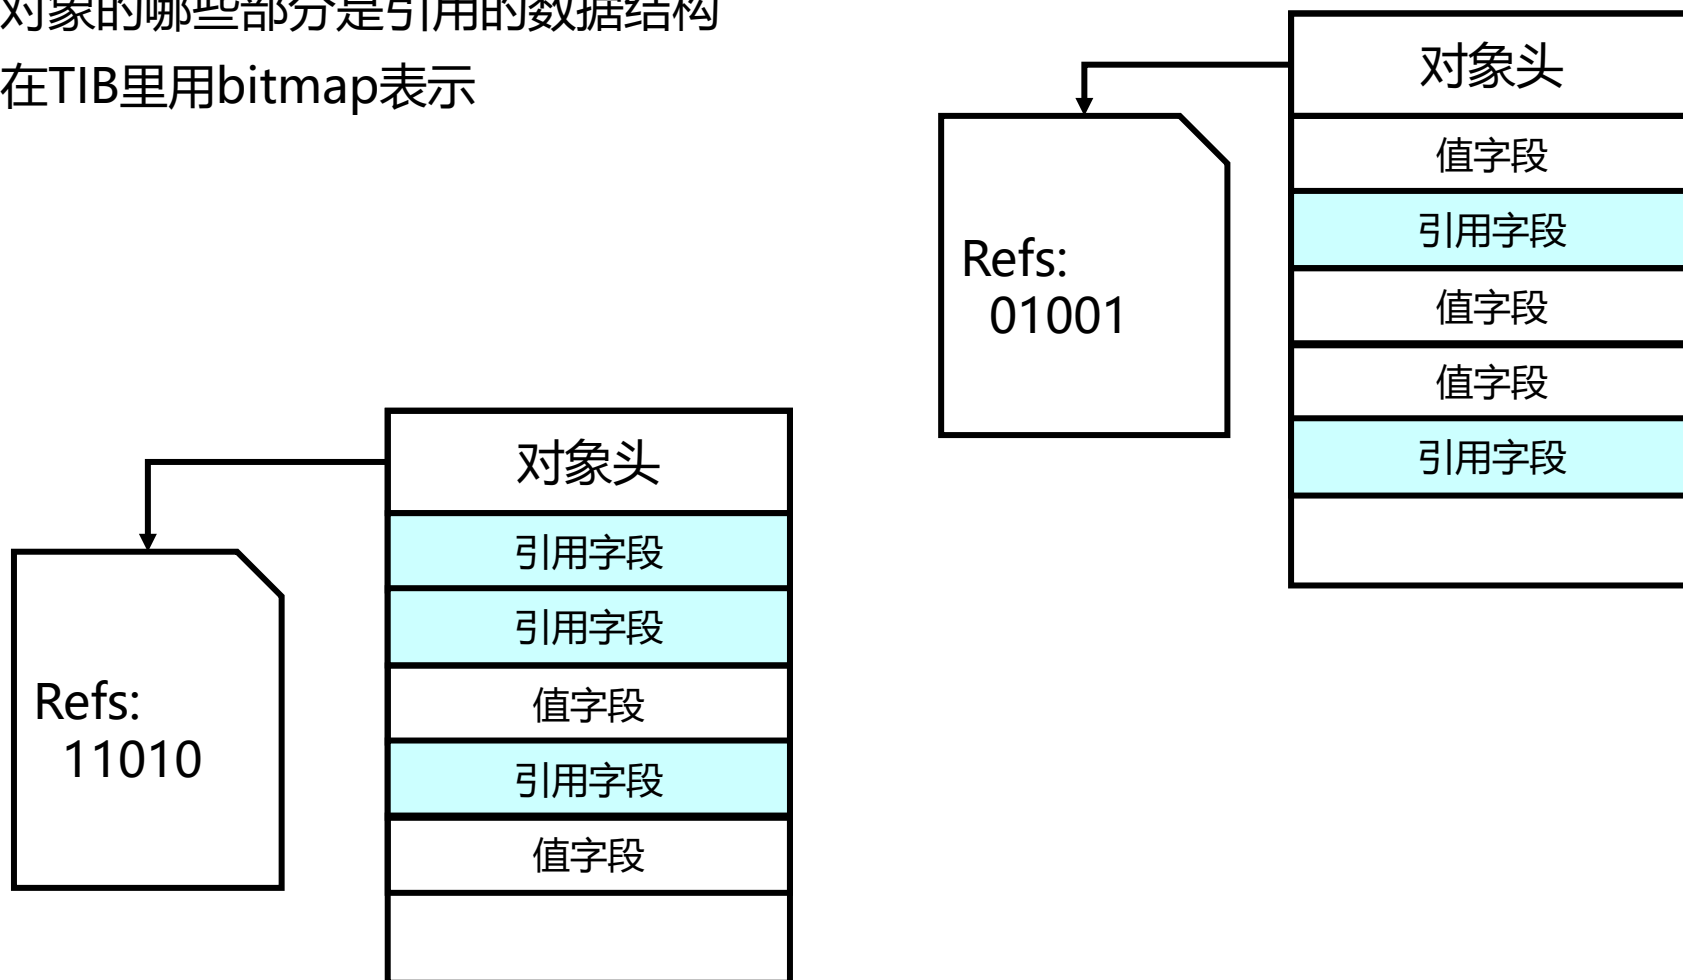 对象的哪些部分是引用的数据结构
在TIB里用bitmap表示
对象头
值字段
引用字段
值字段
值字段
引用字段
Refs:
01001
对象头
引用字段
引用字段
值字段
引用字段
值字段
Refs:
11010